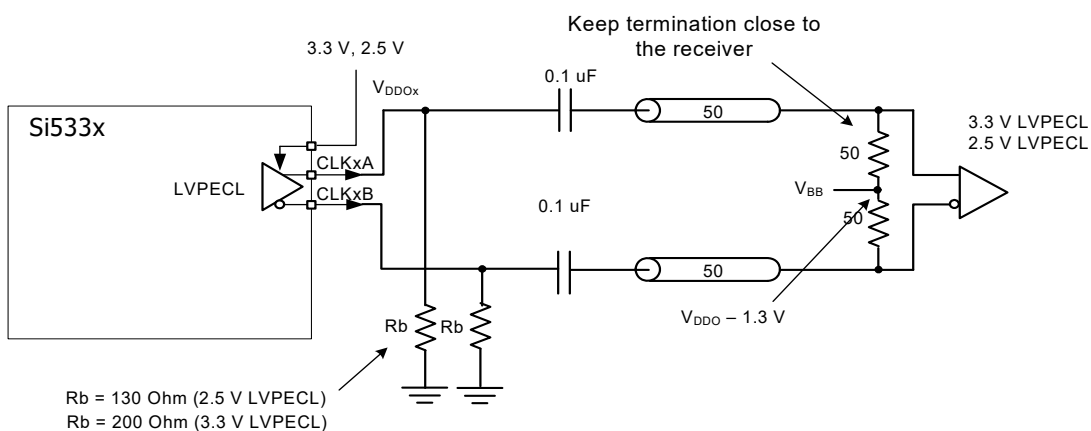 Keep termination close to
the receiver
3.3 V, 2.5 V
0.1 uF
VDDOx
50
Si533x
3.3 V LVPECL
2.5 V LVPECL
CLKxA
50
LVPECL
VBB
CLKxB
0.1 uF
50
50
VDDO – 1.3 V
Rb
Rb
Rb = 130 Ohm (2.5 V LVPECL)
Rb = 200 Ohm (3.3 V LVPECL)